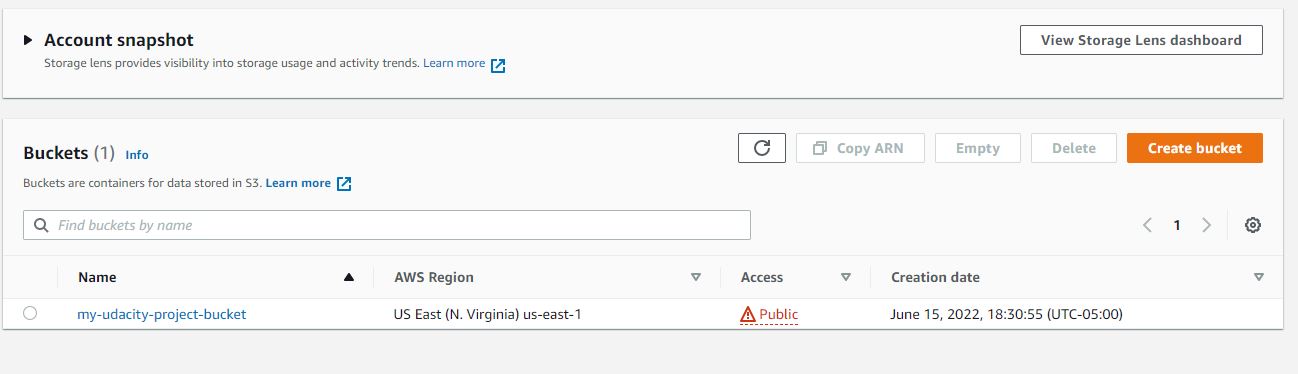 Account snapshot
View Storage Lens dashboard
Storage lens provides visibility into storage usage and activity trends. Learn more
Buckets (1) Info
Copy ARN
Empty
Delete
Create bucket
Buckets are containers for data stored in S3. Learn more
Find buckets by name
1
Name AWS Region Access Creation date
my-udacity-project-bucket US East (N. Virginia) us-east-1 Public June 15, 2022, 18:30:55 (UTC-05:00)